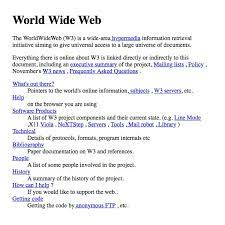 World Wide Web
The WorldWideWeb (W3) is a wide-area hypermedia information retrieval
initiative aiming to give universal access to a large universe of documents.
Everything there is online about W3 is linked directly or indirectly to this
document, including an executive summary of the project, Mailing lists , Policy ,
November's W3 news , Frequently Asked Questions .
What's out there?
Pointers to the world's online information, subjects , W3 servers, etc.
Help
on the browser you are using
Software Products
A list of W3 project components and their current state. (e.g. Line Mode
,X11 Viola , NeXTStep , Servers , Tools , Mail robot , Library )
Technical
Details of protocols, formats, program internals etc
Bibliography
Paper documentation on W3 and references.
People
A list of some people involved in the project.
History
A summary of the history of the project.
How can I help ?
If you would like to support the web..
Getting code
Getting the code by anonymous FTP , etc.